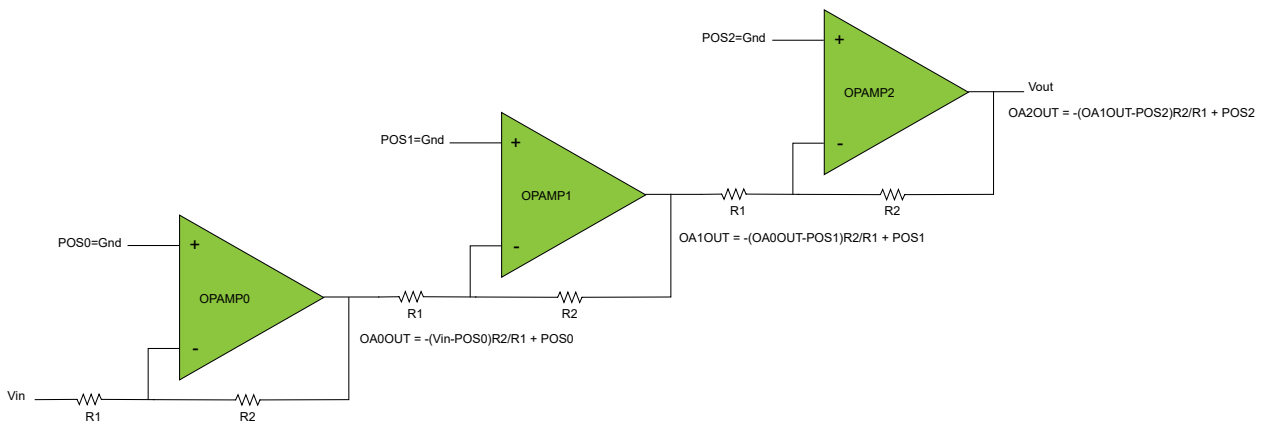 POS2=Gnd
+
OPAMP2
-
Vout
OA2OUT = -(OA1OUT-POS2)R2/R1 + POS2
R1
R2
POS1=Gnd
+
OPAMP1
-
OA1OUT = -(OA0OUT-POS1)R2/R1 + POS1
R1
R2
POS0=Gnd
+
OPAMP0
-
OA0OUT = -(Vin-POS0)R2/R1 + POS0
Vin
R1
R2